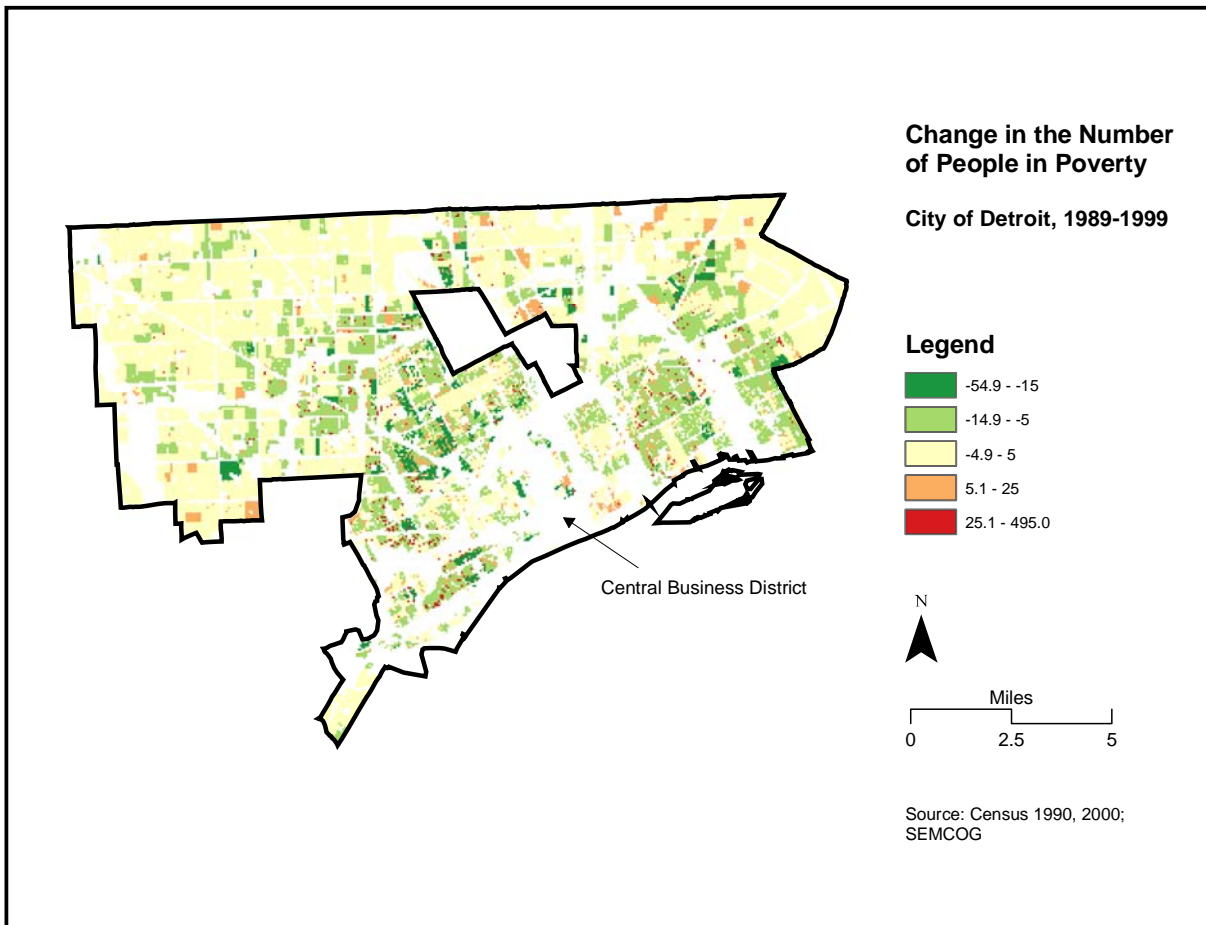 Change in the Number
of People in Poverty
City of Detroit, 1989-1999
Legend
-54.9 - -15
-14.9 - -5
-4.9 - 5
5.1 - 25
25.1 - 495.0
Central Business District
N
Miles
0 2.5 5
Source: Census 1990, 2000;
SEMCOG